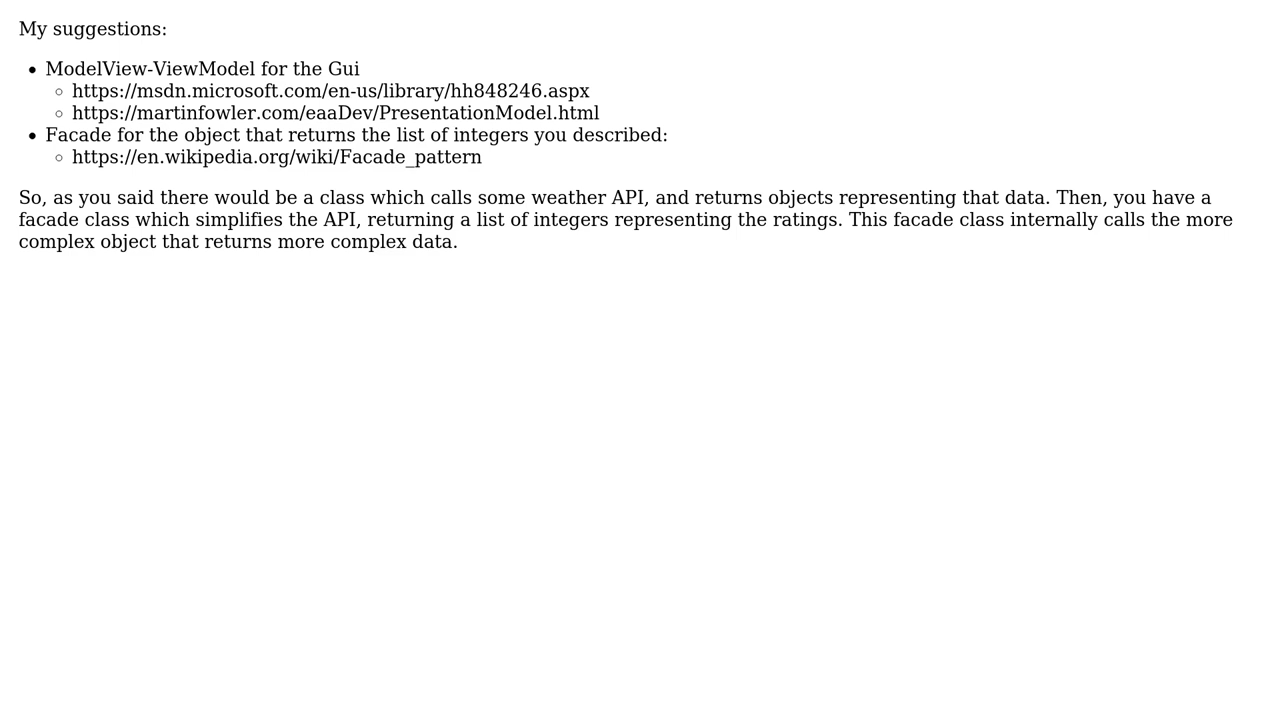 My suggestions:
• ModelView-ViewModel for the Gui
◦ https://msdn.microsoft.com/en-us/library/hh848246.aspx
◦ https://martinfowler.com/eaaDev/PresentationModel.html
• Facade for the object that returns the list of integers you described:
◦ https://en.wikipedia.org/wiki/Facade_pattern
So, as you said there would be a class which calls some weather API, and returns objects representing that data. Then, you have a
facade class which simplifies the API, returning a list of integers representing the ratings. This facade class internally calls the more
complex object that returns more complex data.